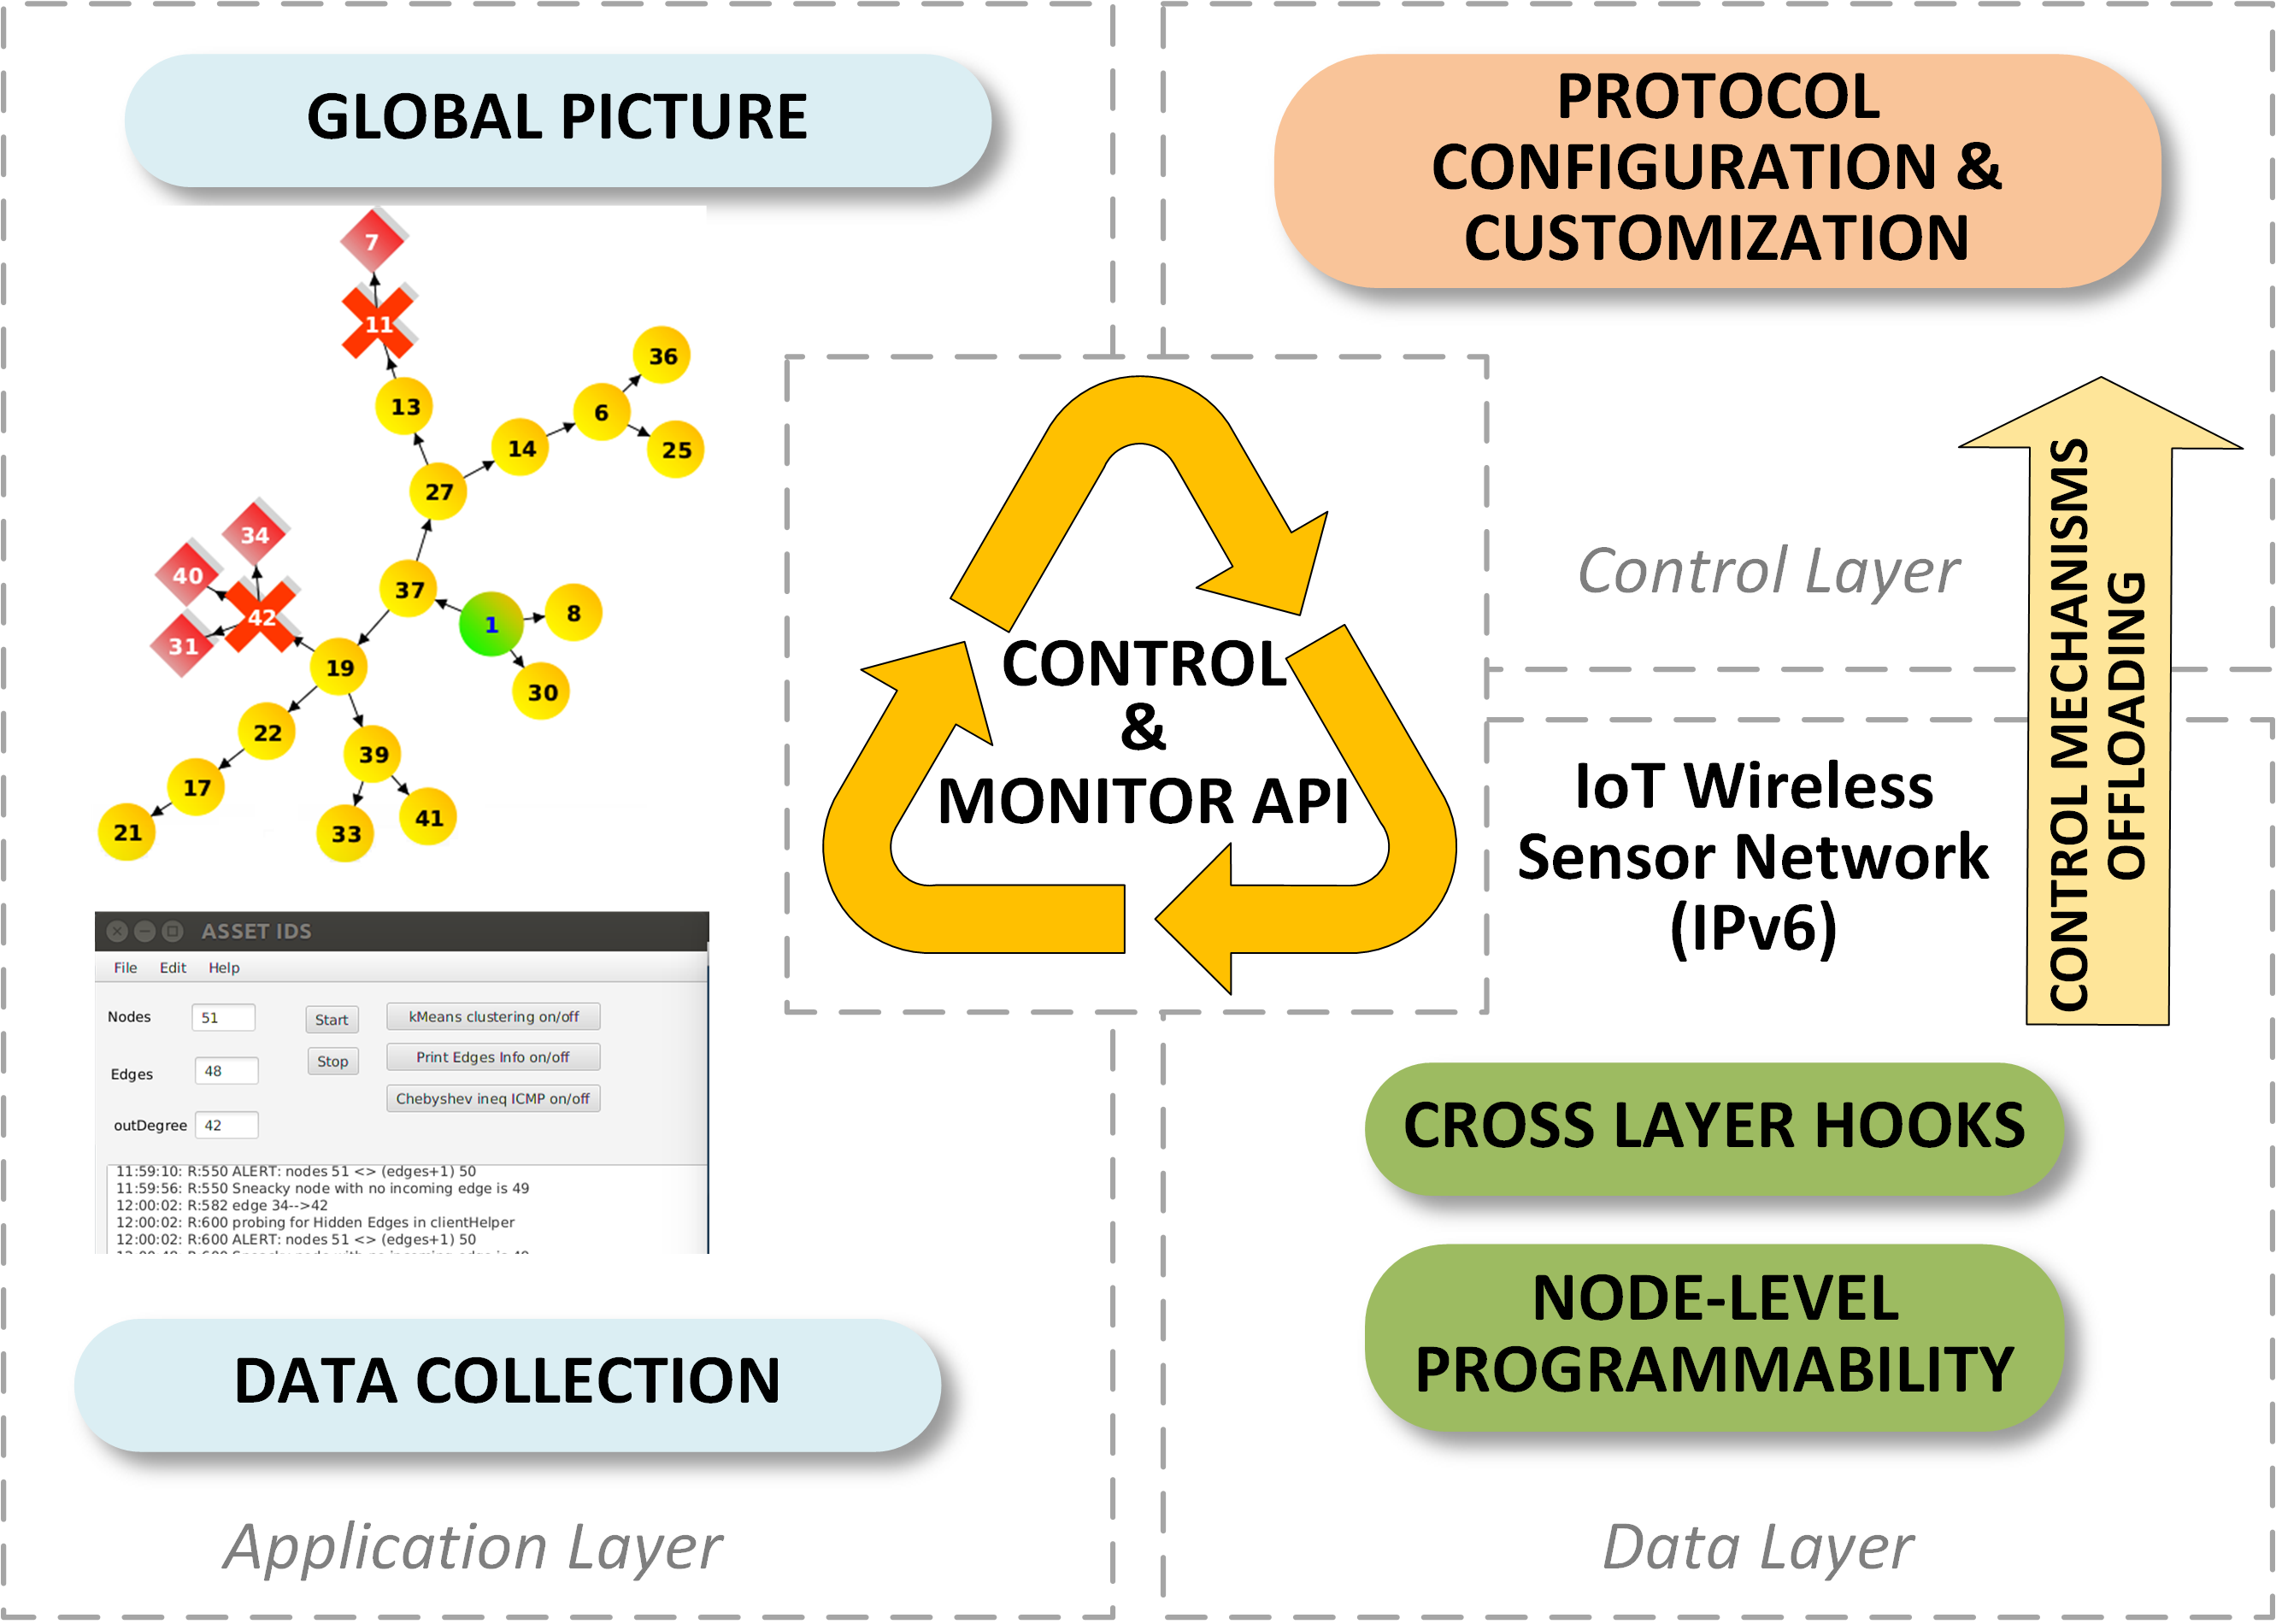 GLOBAL PICTURE
7
11
36
13
6
14
25
27
34
40
37
42
8
1
31
19
30
22
39
17
41
21
33
ASSET IDS
File Edit Help
Nodes 51 Start kMeans clustering on/off
Stop Print Edges Info on/off
Edges 48
Chebyshev ineq ICMP on/off
outDegree 42
11:59:10: R:550 ALERT: nodes 51 <> (edges+1) 50
11:59:56: R:550 Sneacky node with no incoming edge is 49
12:00:02: R:582 edge 34-->42
12:00:02: R:600 probing for Hidden Edges in clientHelper
12:00:02: R:600 ALERT: nodes 51 <> (edges+1) 50
DATA COLLECTION
Application Layer
CONTROL
&
MONITOR API
PROTOCOL
CONFIGURATION &
CUSTOMIZATION
Control Layer
CONTROL MECHANISMS
OFFLOADING
IoT Wireless
Sensor Network
(IPv6)
CROSS LAYER HOOKS
NODE-LEVEL
PROGRAMMABILITY
Data Layer